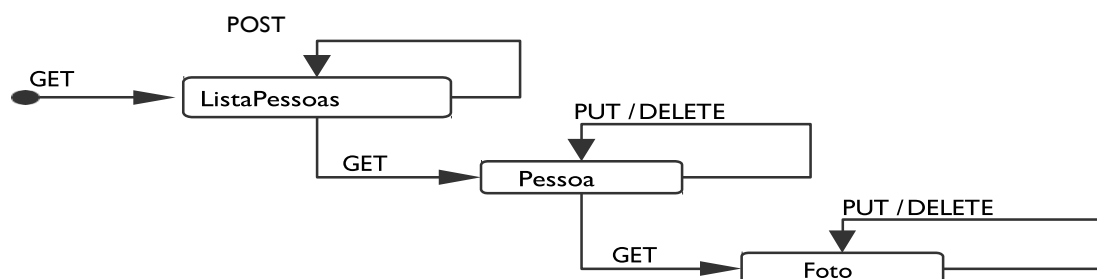 POST
GET
ListaPessoas
PUT /DELETE
GET
Pessoa
PUT /DELETE
GET
Foto